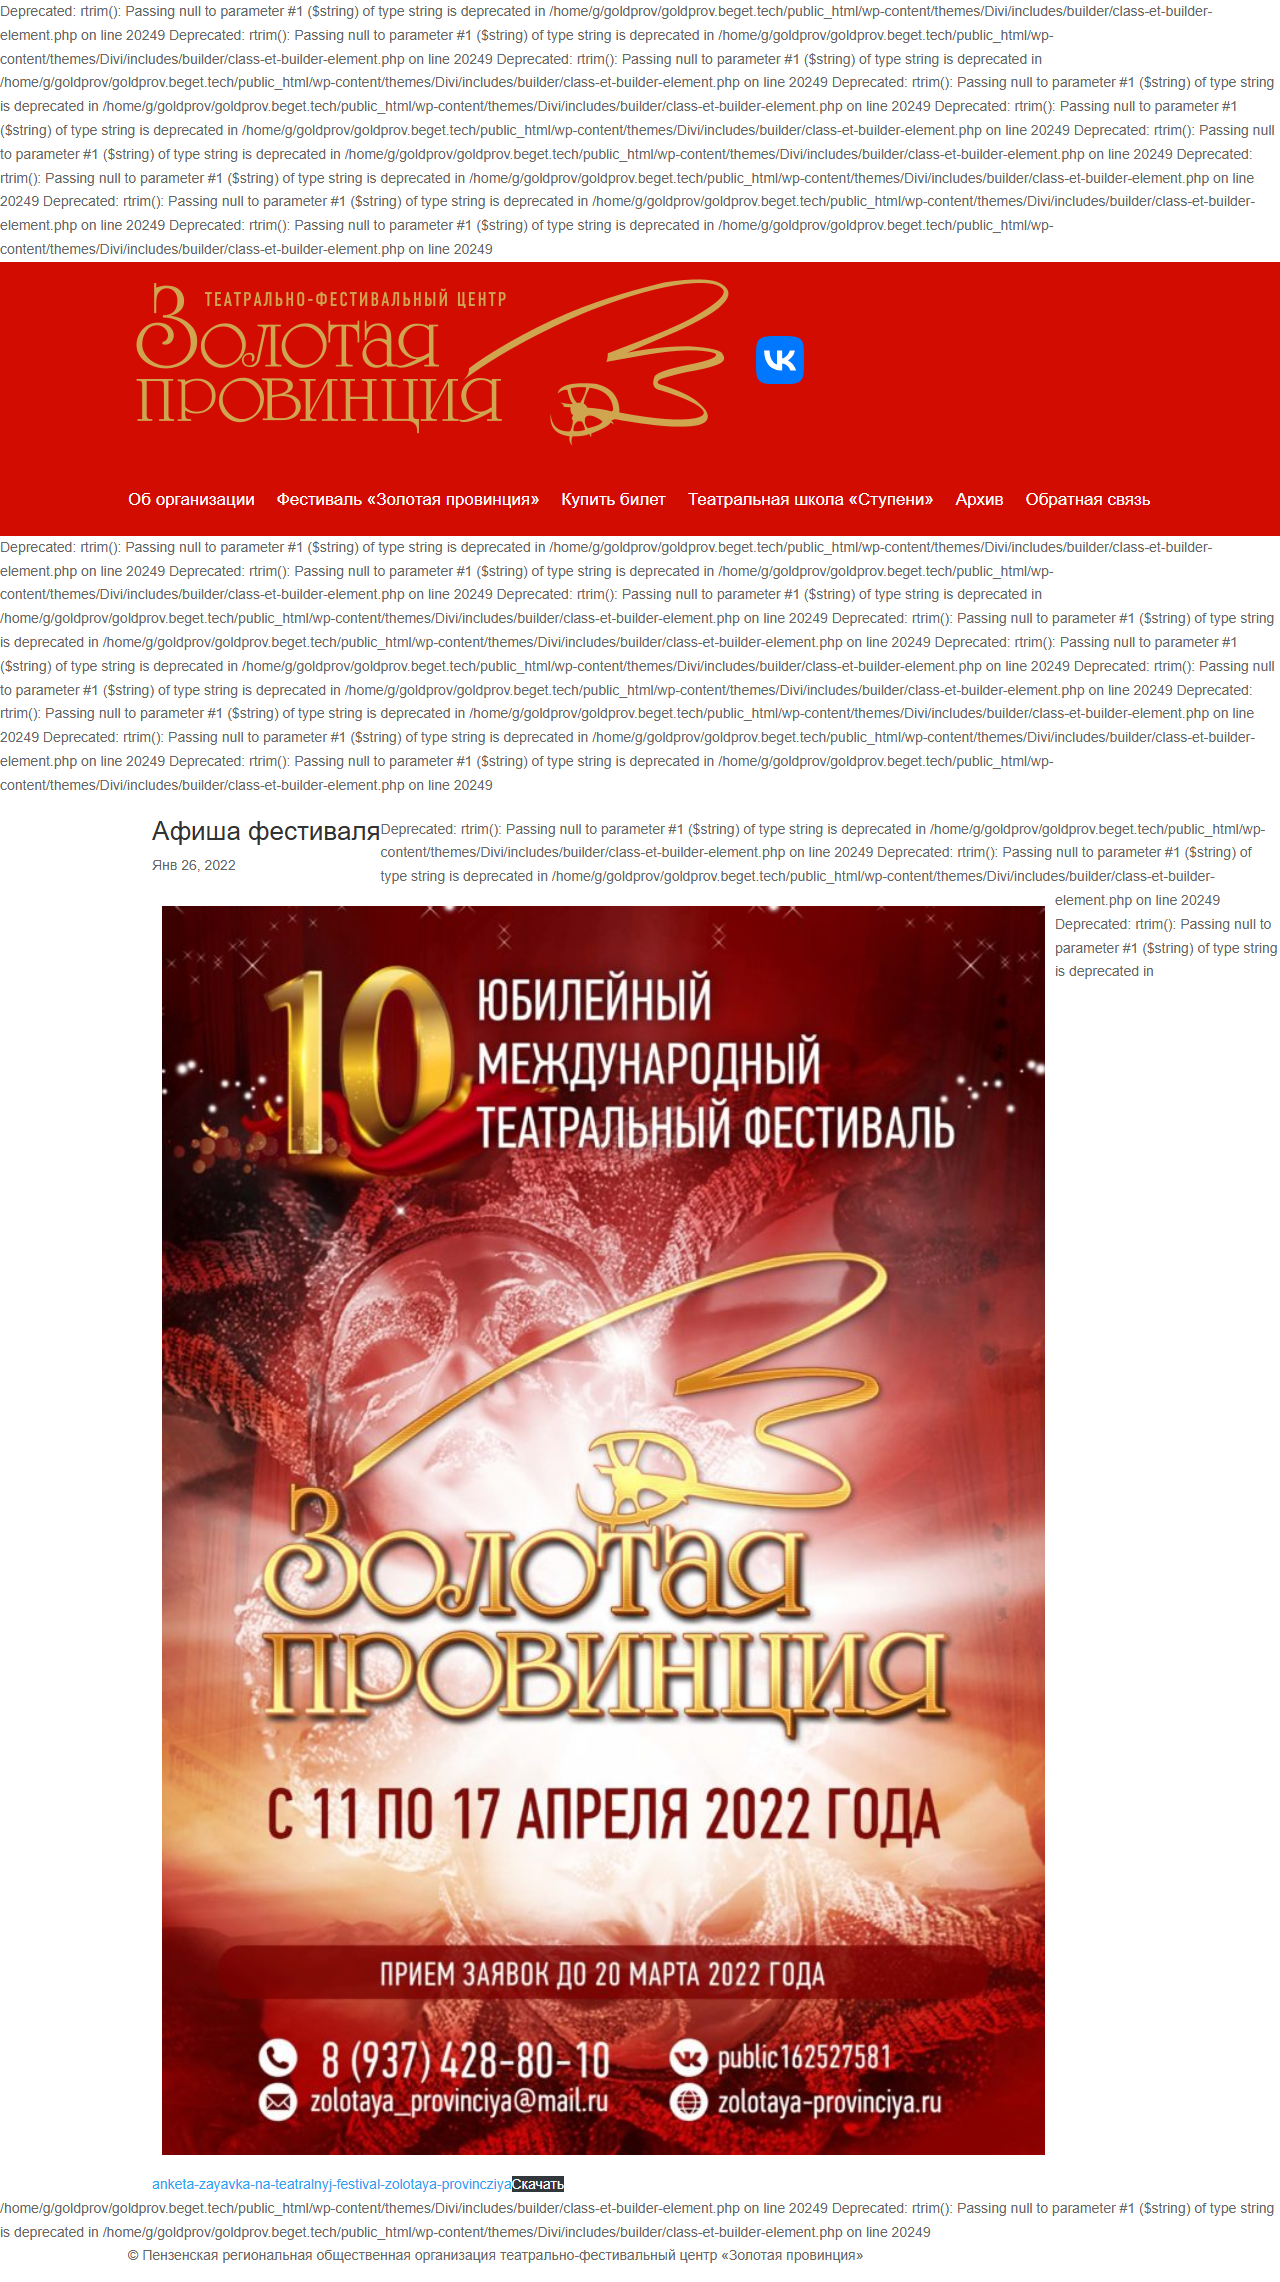 Deprecated: rtrim(): Passing null to parameter #1 ($string) of type string is deprecated in /home/g/goldprov/goldprov.beget.tech/public_html/wp-content/themes/Divi/includes/builder/class-et-builder-
element.php on line 20249 Deprecated: rtrim(): Passing null to parameter #1 ($string) of type string is deprecated in /home/g/goldprov/goldprov.beget.tech/public_html/wp-
content/themes/Divi/includes/builder/class-et-builder-element.php on line 20249 Deprecated: rtrim(): Passing null to parameter #1 ($string) of type string is deprecated in
/home/g/goldprov/goldprov.beget.tech/public_html/wp-content/themes/Divi/includes/builder/class-et-builder-element.php on line 20249 Deprecated: rtrim(): Passing null to parameter #1 ($string) of type string
is deprecated in /home/g/goldprov/goldprov.beget.tech/public_html/wp-content/themes/Divi/includes/builder/class-et-builder-element.php on line 20249 Deprecated: rtrim(): Passing null to parameter #1
($string) of type string is deprecated in /home/g/goldprov/goldprov.beget.tech/public_html/wp-content/themes/Divi/includes/builder/class-et-builder-element.php on line 20249 Deprecated: rtrim(): Passing null
to parameter #1 ($string) of type string is deprecated in /home/g/goldprov/goldprov.beget.tech/public_html/wp-content/themes/Divi/includes/builder/class-et-builder-element.php on line 20249 Deprecated:
rtrim(): Passing null to parameter #1 ($string) of type string is deprecated in /home/g/goldprov/goldprov.beget.tech/public_html/wp-content/themes/Divi/includes/builder/class-et-builder-element.php on line
20249 Deprecated: rtrim(): Passing null to parameter #1 ($string) of type string is deprecated in /home/g/goldprov/goldprov.beget.tech/public_html/wp-content/themes/Divi/includes/builder/class-et-builder-
element.php on line 20249 Deprecated: rtrim(): Passing null to parameter #1 ($string) of type string is deprecated in /home/g/goldprov/goldprov.beget.tech/public_html/wp-
content/themes/Divi/includes/builder/class-et-builder-element.php on line 20249
ТЕАТРАЛЬНО-ФЕСТИВАЛЬНЫЙ ЦЕНТР
Золотая
провинция
Об организации Фестиваль «Золотая провинция» Купить билет Театральная школа «Ступени» Архив Обратная связь
Deprecated: rtrim(): Passing null to parameter #1 ($string) of type string is deprecated in /home/g/goldprov/goldprov.beget.tech/public_html/wp-content/themes/Divi/includes/builder/class-et-builder-
element.php on line 20249 Deprecated: rtrim(): Passing null to parameter #1 ($string) of type string is deprecated in /home/g/goldprov/goldprov.beget.tech/public_html/wp-
content/themes/Divi/includes/builder/class-et-builder-element.php on line 20249 Deprecated: rtrim(): Passing null to parameter #1 ($string) of type string is deprecated in
/home/g/goldprov/goldprov.beget.tech/public_html/wp-content/themes/Divi/includes/builder/class-et-builder-element.php on line 20249 Deprecated: rtrim(): Passing null to parameter #1 ($string) of type string
is deprecated in /home/g/goldprov/goldprov.beget.tech/public_html/wp-content/themes/Divi/includes/builder/class-et-builder-element.php on line 20249 Deprecated: rtrim(): Passing null to parameter #1
($string) of type string is deprecated in /home/g/goldprov/goldprov.beget.tech/public_html/wp-content/themes/Divi/includes/builder/class-et-builder-element.php on line 20249 Deprecated: rtrim(): Passing null
to parameter #1 ($string) of type string is deprecated in /home/g/goldprov/goldprov.beget.tech/public_html/wp-content/themes/Divi/includes/builder/class-et-builder-element.php on line 20249 Deprecated:
rtrim(): Passing null to parameter #1 ($string) of type string is deprecated in /home/g/goldprov/goldprov.beget.tech/public_html/wp-content/themes/Divi/includes/builder/class-et-builder-element.php on line
20249 Deprecated: rtrim(): Passing null to parameter #1 ($string) of type string is deprecated in /home/g/goldprov/goldprov.beget.tech/public_html/wp-content/themes/Divi/includes/builder/class-et-builder-
element.php on line 20249 Deprecated: rtrim(): Passing null to parameter #1 ($string) of type string is deprecated in /home/g/goldprov/goldprov.beget.tech/public_html/wp-
content/themes/Divi/includes/builder/class-et-builder-element.php on line 20249
Афиша фестиваля
Янв 26, 2022
Deprecated: rtrim(): Passing null to parameter #1 ($string) of type string is deprecated in /home/g/goldprov/goldprov.beget.tech/public_html/wp-
content/themes/Divi/includes/builder/class-et-builder-element.php on line 20249 Deprecated: rtrim(): Passing null to parameter #1 ($string) of
type string is deprecated in /home/g/goldprov/goldprov.beget.tech/public_html/wp-content/themes/Divi/includes/builder/class-et-builder-
element.php on line 20249
Deprecated: rtrim(): Passing null to
parameter #1 ($string) of type string
is deprecated in
10
ЮБИЛЕЙНЫЙ
МЕЖДУНАРОДНЫЙ
ТЕАТРАЛЬНЫЙ ФЕСТИВАЛЬ
Золотая
провинция
С 11 ПО 17 АПРЕЛЯ 2022 ГОДА
ПРИЕМ ЗАЯВОК ДО 20 МАРТА 2022 ГОДА
8 (937) 428-80-10
public162527581
zolotaya_provinciya@mail.ru
zolotaya-provinciya.ru
anketa-zayavka-na-teatralnyj-festival-zolotaya-provincziyaСкачать
/home/g/goldprov/goldprov.beget.tech/public_html/wp-content/themes/Divi/includes/builder/class-et-builder-element.php on line 20249 Deprecated: rtrim(): Passing null to parameter #1 ($string) of type string
is deprecated in /home/g/goldprov/goldprov.beget.tech/public_html/wp-content/themes/Divi/includes/builder/class-et-builder-element.php on line 20249
© Пензенская региональная общественная организация театрально-фестивальный центр «Золотая провинция»